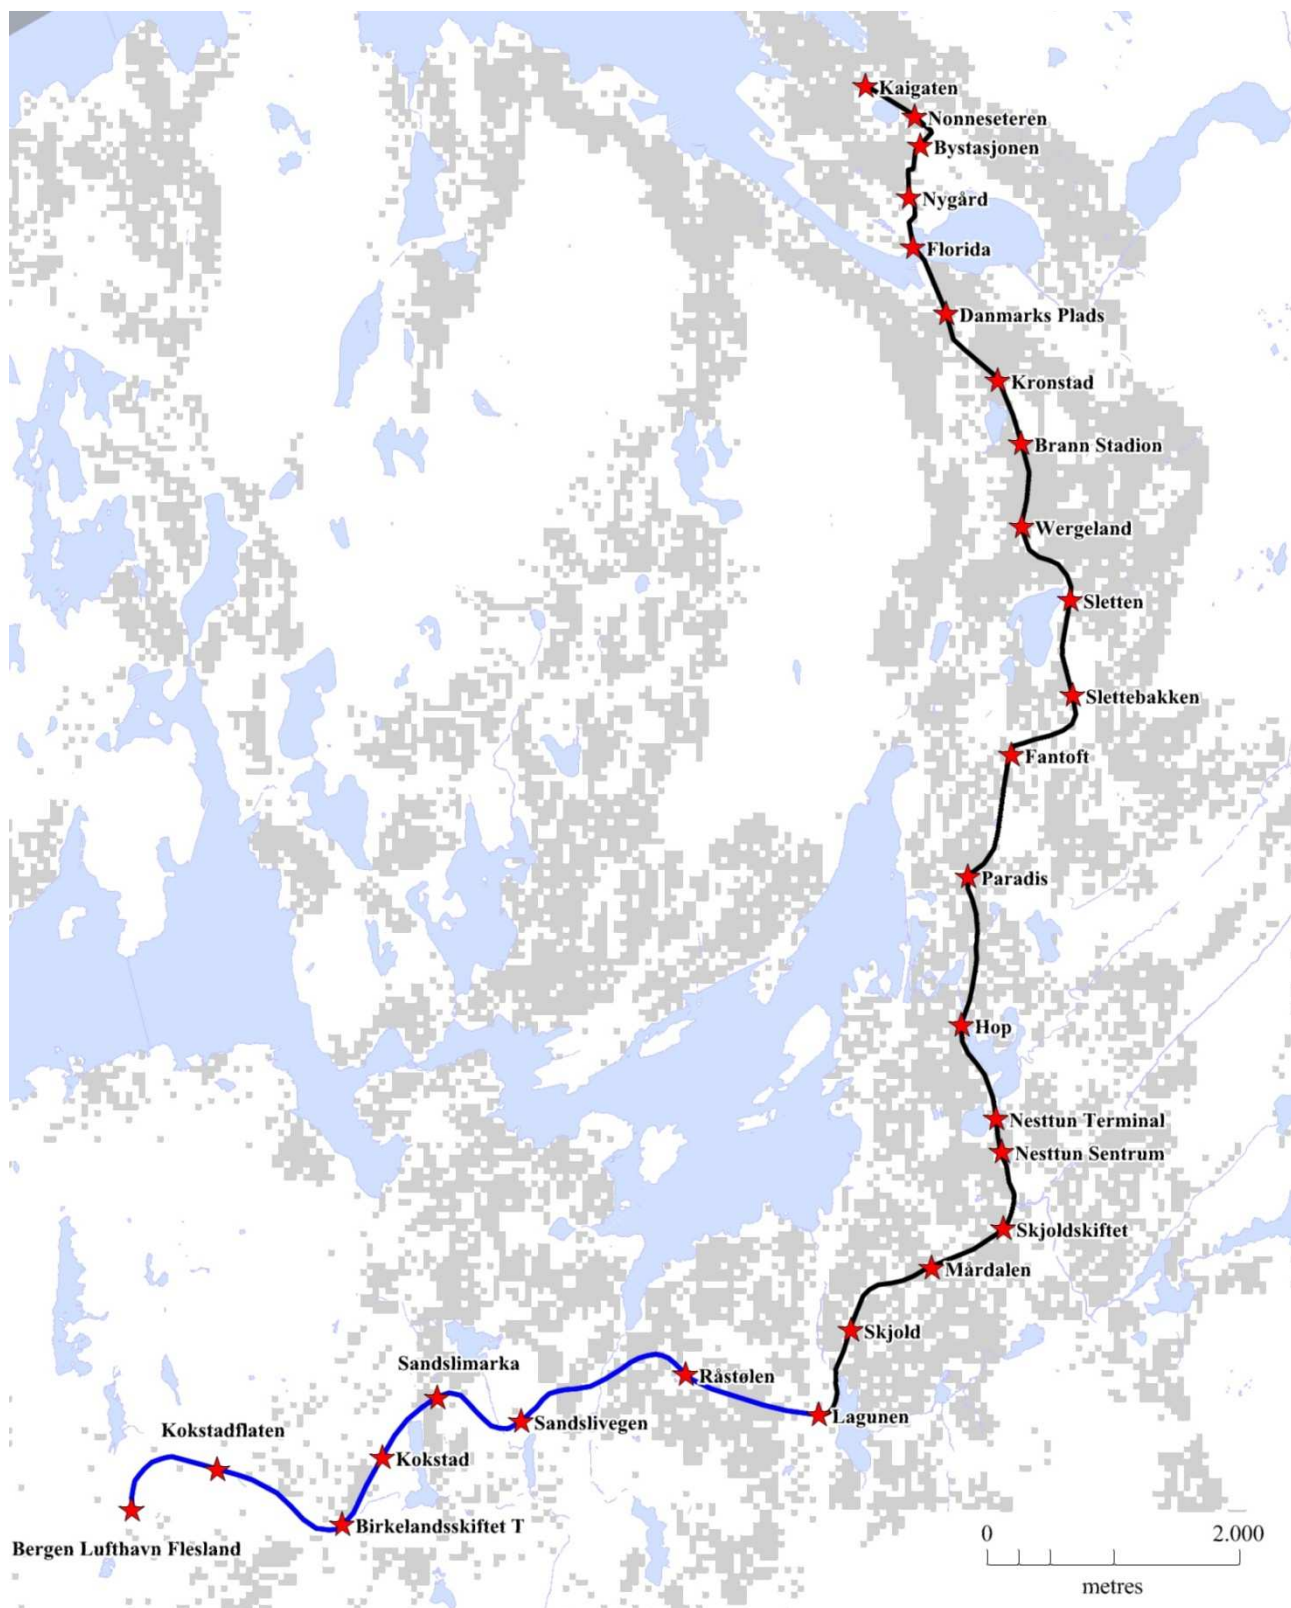 Kaigaten
Nonneseteren
Bystasjonen
Nygård
Florida
Danmarks Plads
Kronstad
Brann Stadion
Wergeland
Sletten
Slettebakken
Fantoft
Paradis
Hop
Nesttun Terminal
Nesttun Sentrum
Skjoldskiftet
Mårdalen
Skjold
Sandslimarka
Råstølen
Lagunen
Sandslivegen
Kokstadflaten
Kokstad
Birkelandsskiftet T
Bergen Lufthavn Flesland
0 2.000
metres